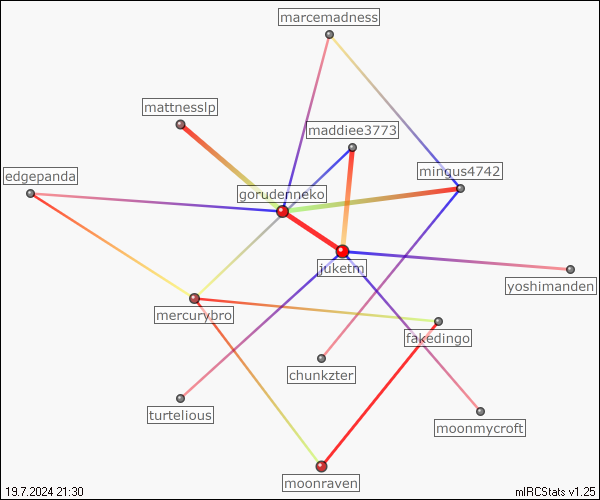 marcemadness
mattnesslp
maddiee3773
mingus4742
edgepanda
gorudenneko
juketm
yoshimanden
mercurybro
fakedingo
chunkzter
turtelious
moonmycroft
moonraven
19.7.2024 21:30
mIRCStats v1.25